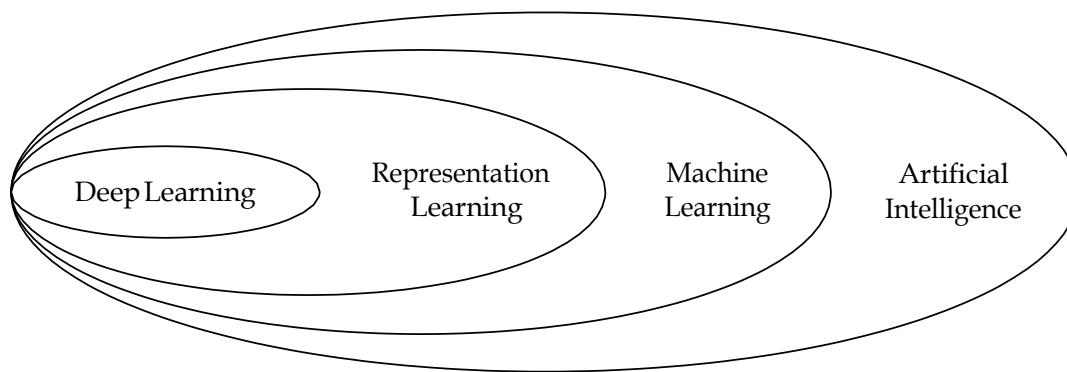 Deep Learning
Representation
Learning
Machine
Learning
Artificial
Intelligence